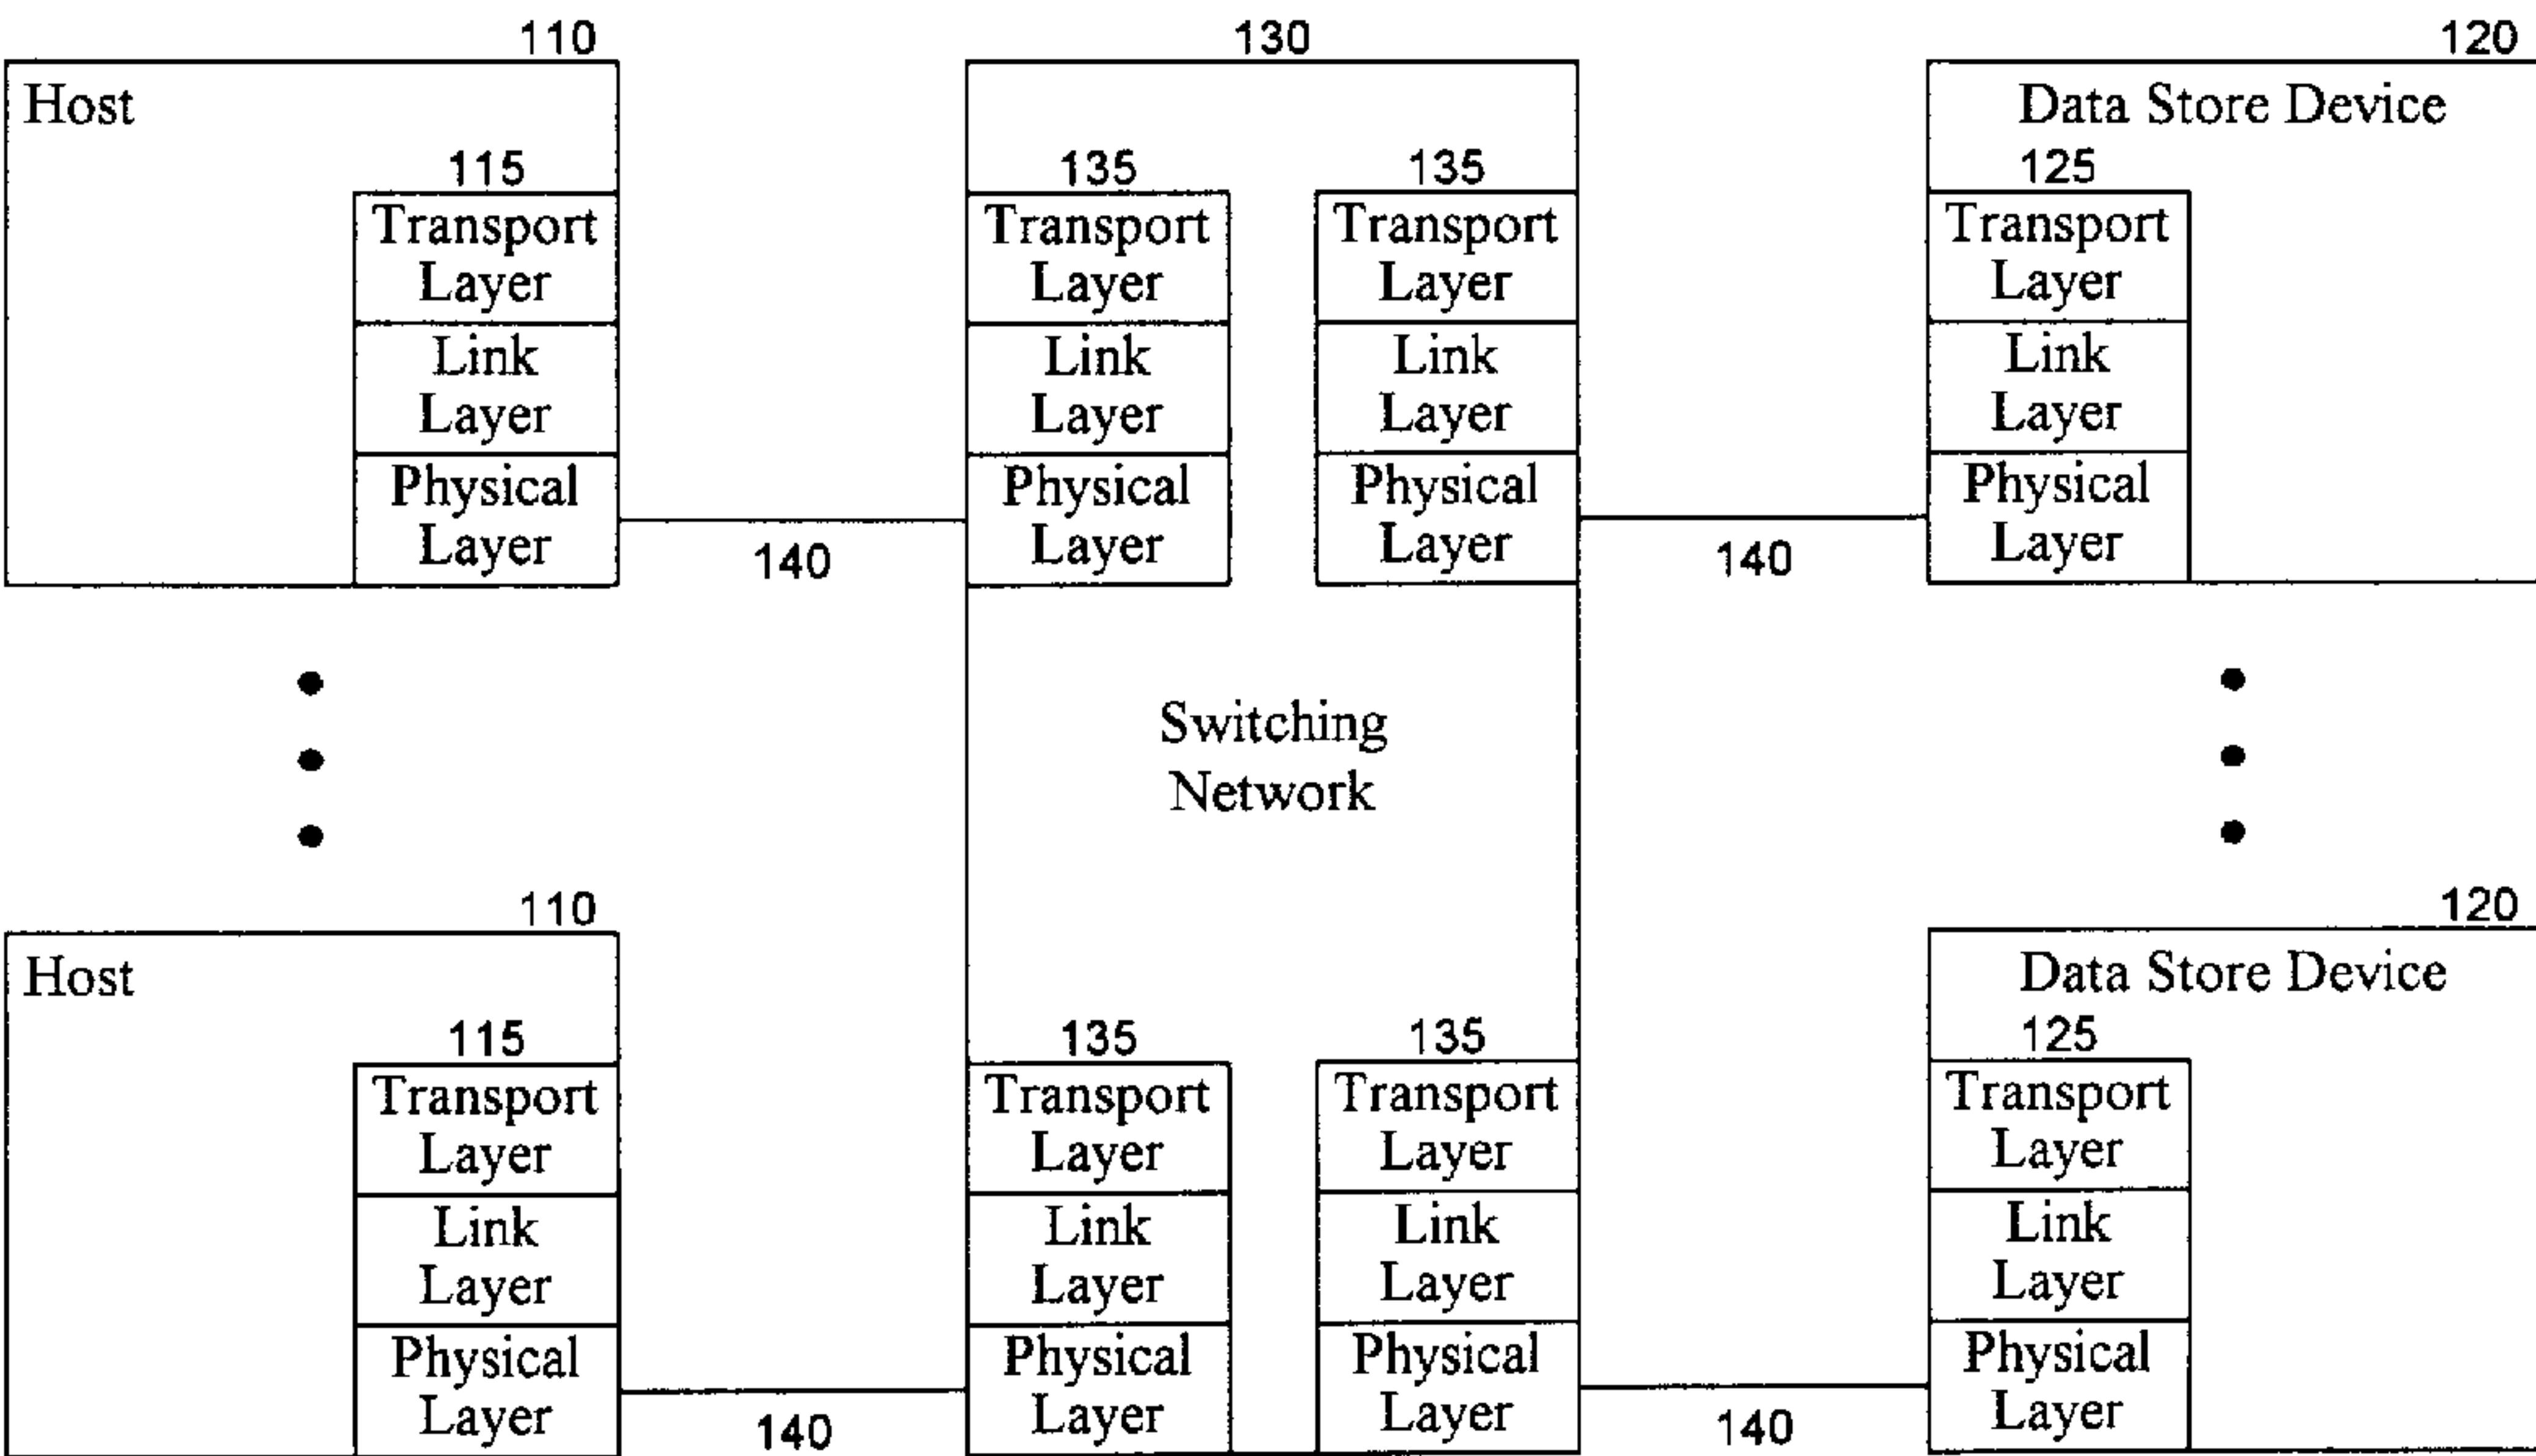 110
130
120
Host
Data Store Device
115
135
135
125
Transport
Layer
Link
Layer
Physical
Layer
Transport
Layer
Link
Layer
Physical
Layer
Transport
Layer
Link
Layer
Physical
Layer
Transport
Layer
Link
Layer
Physical
Layer
140
140
Switching
Network
110
120
Host
Data Store Device
115
135
135
125
Transport
Layer
Link
Layer
Physical
Layer
Transport
Layer
Link
Layer
Physical
Layer
Transport
Layer
Link
Layer
Physical
Layer
Transport
Layer
Link
Layer
Physical
Layer
140
140